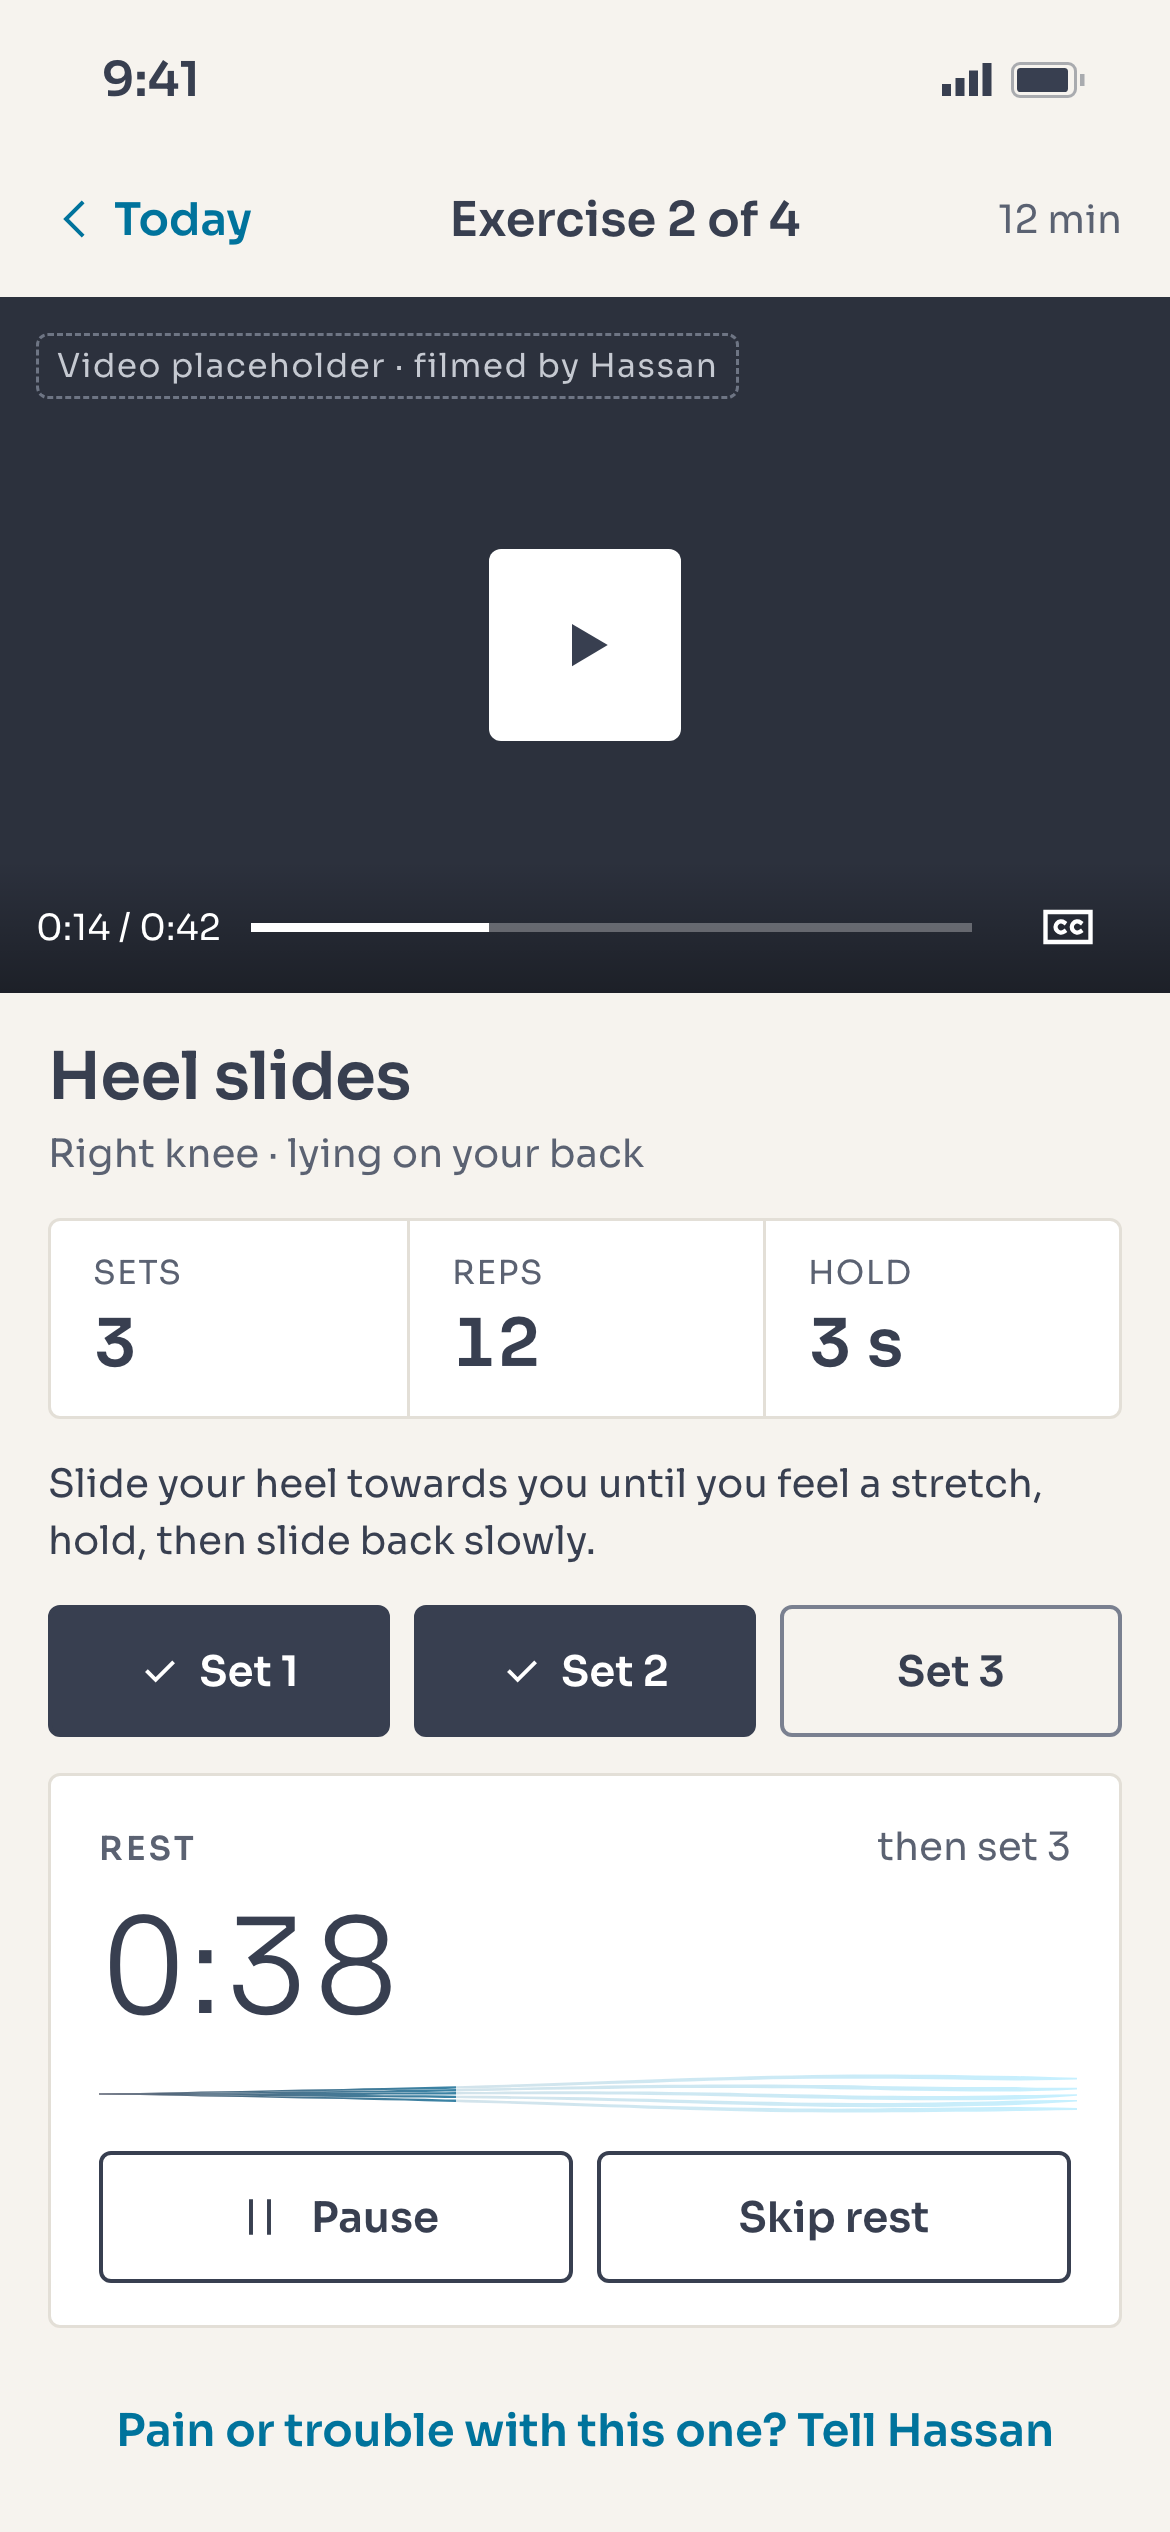 9:41
Today
Exercise 2 of 4
12 min
Video placeholder · filmed by Hassan
0:14 / 0:42
CC
Heel slides
Right knee · lying on your back
SETS
3
REPS
12
HOLD
3 s
Slide your heel towards you until you feel a stretch,
hold, then slide back slowly.
Set 1
Set 2
Set 3
REST
then set 3
0:38
Pause
Skip rest
Pain or trouble with this one? Tell Hassan